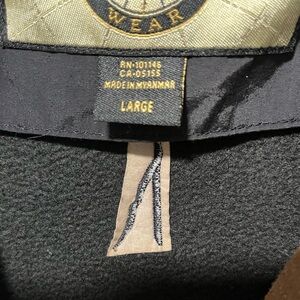 WEAR
RN-101146
CA-05155
MADE IN MYANMAR
LARGE